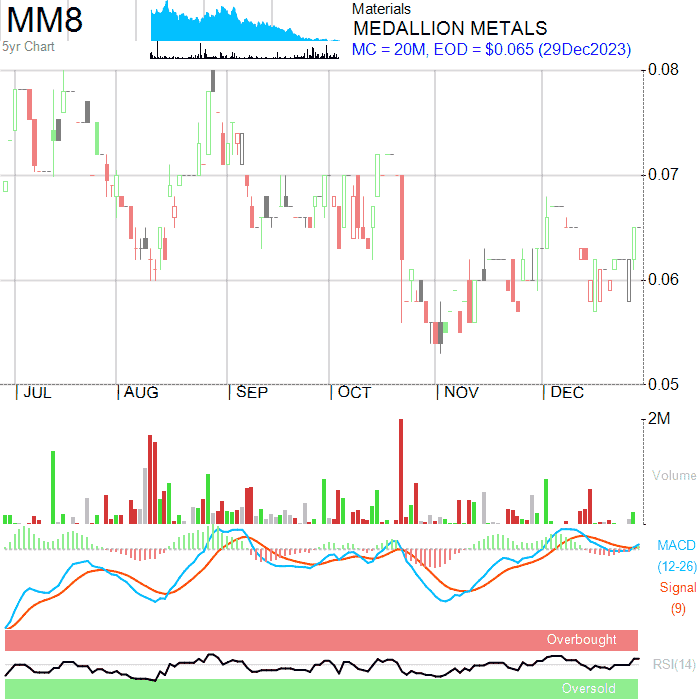 MM8
5yr Chart
Materials
MEDALLION METALS
MC = 20M, EOD = $0.065 (29Dec2023)
0.08
0.07
0.06
0.05
JUL AUG SEP OCT NOV DEC
2M
Volume
MACD
(12-26)
Signal
(9)
Overbought
RSI(14)
Oversold